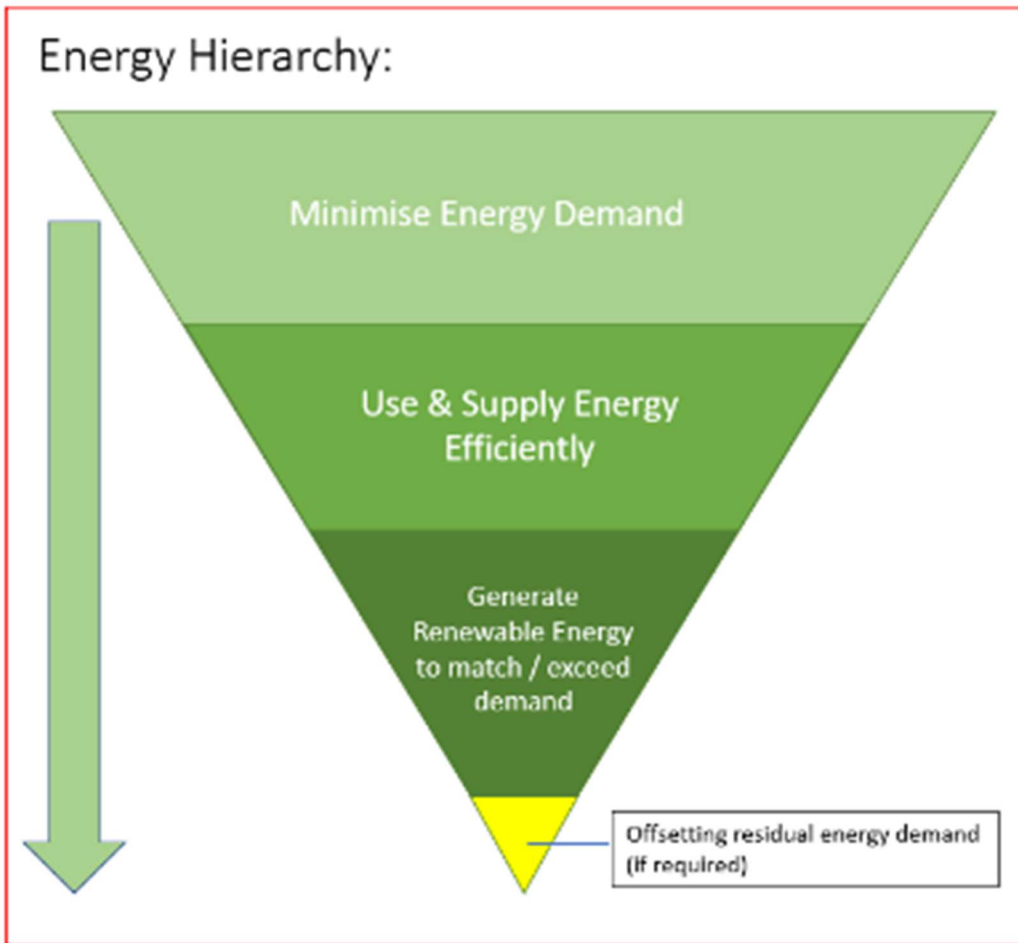 Energy Hierarchy:
Minimise Energy Demand
Use & Supply Energy
Efficiently
Generate
Renewable Energy
to match / exceed
demand
Offsetting residual energy demand
(if required)